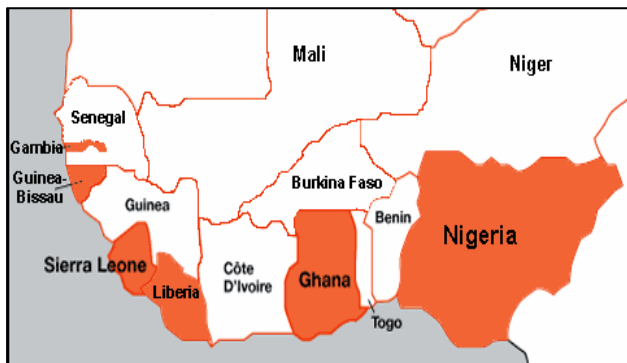 Mali
Niger
Senegal
Gambia
Guinea-
Bissau
Burkina Faso
Guinea
Benin
Nigeria
Sierra Leone
Côte
D'Ivoire
Ghana
Liberia
Togo